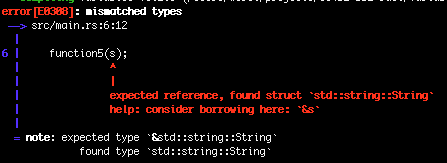 error[E0308]: mismatched types
--> src/main.rs:6:12
|
6 | function5(s);
| ^
| |
| expected reference, found struct `std::string::String`
| help: consider borrowing here: `&s`
|
= note: expected type `&std::string::String`
found type `std::string::String`